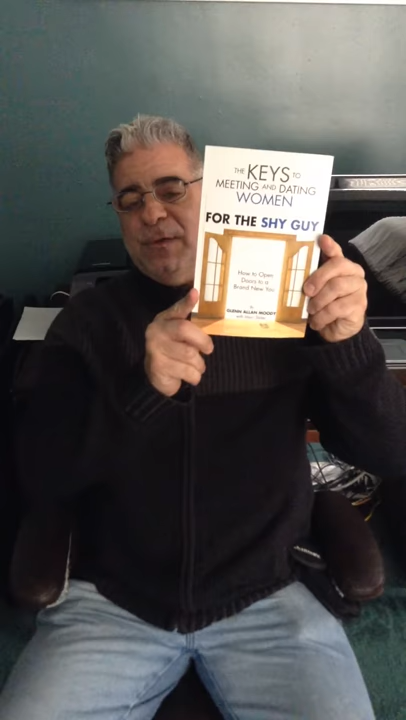 THE KEYS TO
MEETING AND DATING
WOMEN
FOR THE SHY GUY
How to Open
Doors to a
Brand New You
GLENN ALLAN MOODY